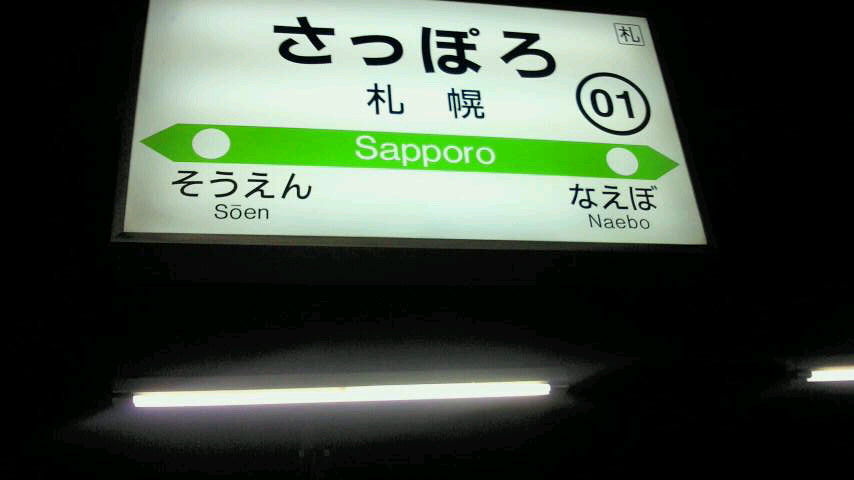 さっぽろ
札
札幌
01
Sapporo
そうえん
Sōen
なえぼ
Naebo